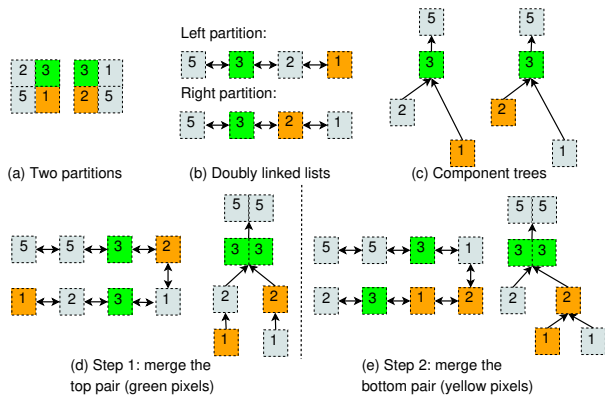 Left partition:
5 3 2 1
Right partition:
5 3 2 1
2 3 3 1
5 1 2 5
5 5
3 3
2 2
1 1
(a) Two partitions
(b) Doubly linked lists
(c) Component trees
5 5 3 2
1 2 3 1
5 5
3 3
2 2
1 1
5 5 3 1
2 3 1 2
5 5
3 3
2 2
1 1
(d) Step 1: merge the
top pair (green pixels)
(e) Step 2: merge the
bottom pair (yellow pixels)